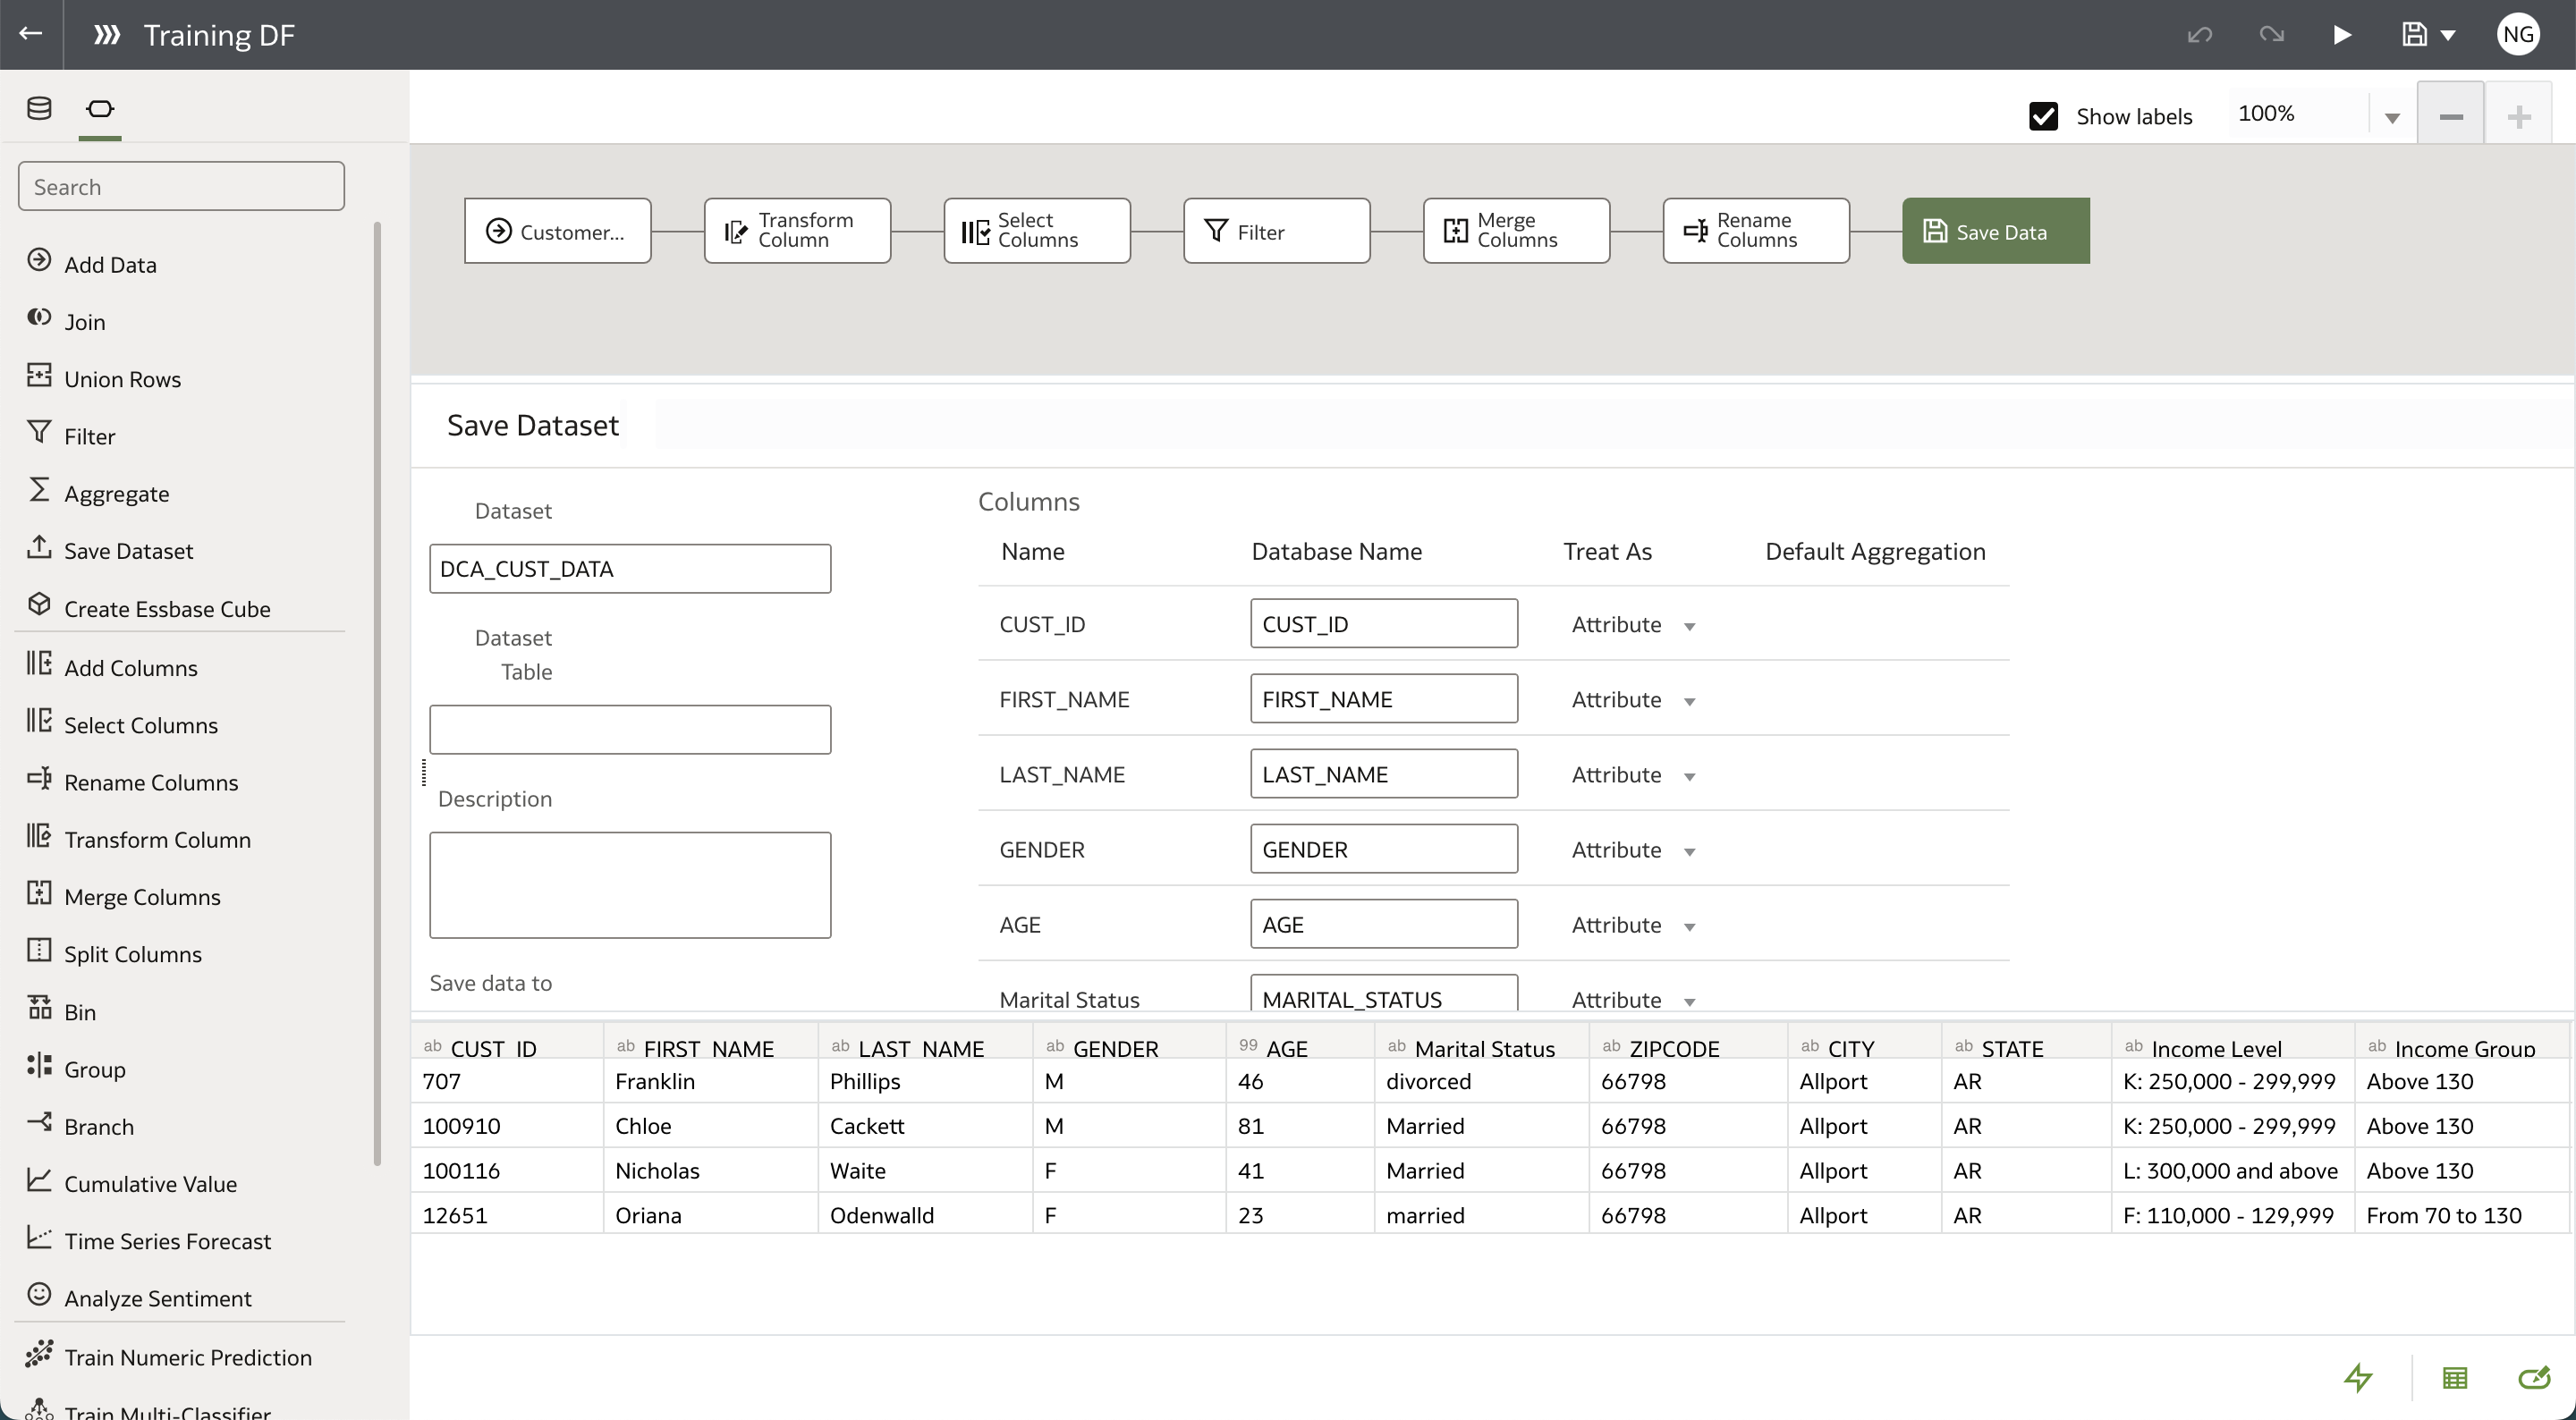 Training DF
NG
Show labels
100%
Search
Add Data
Join
Union Rows
Filter
Aggregate
Save Dataset
Create Essbase Cube
Add Columns
Select Columns
Rename Columns
Transform Column
Merge Columns
Split Columns
Bin
Group
Branch
Cumulative Value
Time Series Forecast
Analyze Sentiment
Train Numeric Prediction
Train Multi-Classifier
Customer...
Transform
Column
Select
Columns
Filter
Merge
Columns
Rename
Columns
Save Data
Save Dataset
Dataset
DCA_CUST_DATA
Dataset
Table
Description
Save data to
Columns
Name Database Name Treat As Default Aggregation
CUST_ID CUST_ID Attribute
FIRST_NAME FIRST_NAME Attribute
LAST_NAME LAST_NAME Attribute
GENDER GENDER Attribute
AGE AGE Attribute
Marital Status MARITAL_STATUS Attribute
ab CUST_ID ab FIRST_NAME ab LAST_NAME ab GENDER 99 AGE ab Marital Status ab ZIPCODE ab CITY ab STATE ab Income Level ab Income Group
707 Franklin Phillips M 46 divorced 66798 Allport AR K: 250,000 - 299,999 Above 130
100910 Chloe Cackett M 81 Married 66798 Allport AR K: 250,000 - 299,999 Above 130
100116 Nicholas Waite F 41 Married 66798 Allport AR L: 300,000 and above Above 130
12651 Oriana Odenwalld F 23 married 66798 Allport AR F: 110,000 - 129,999 From 70 to 130